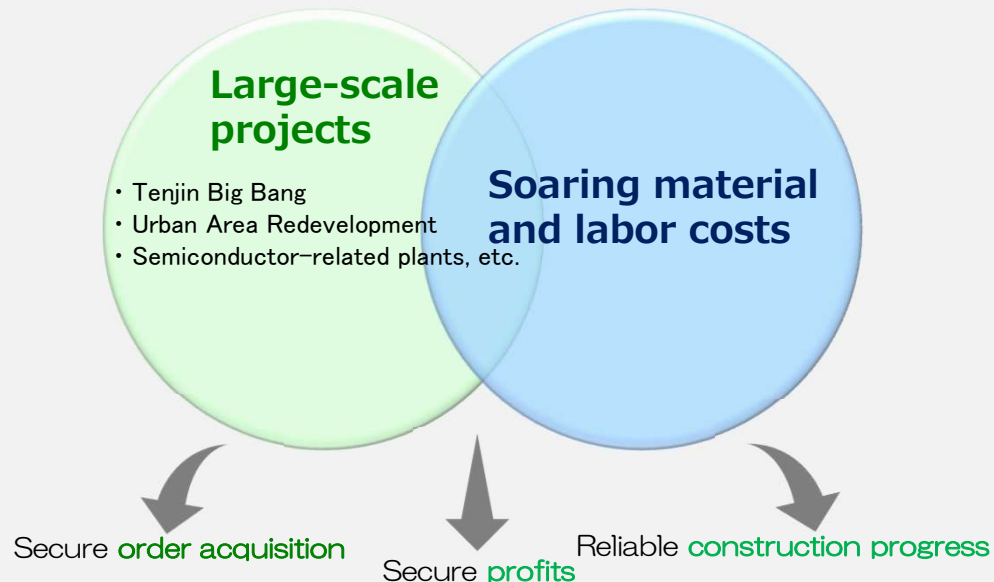 Large-scale
projects
・ Tenjin Big Bang
・ Urban Area Redevelopment
・ Semiconductor-related plants, etc.
Soaring material
and labor costs
Secure order acquisition
Secure profits
Reliable construction progress